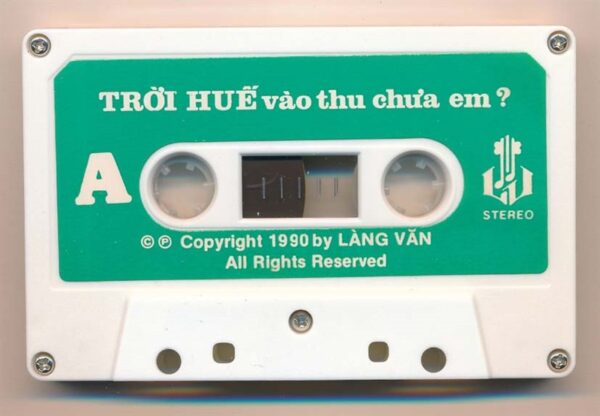 TRỜI HUẾ vào thu chưa em?
A
STEREO
© ℗ Copyright 1990 by LÀNG VĂN
All Rights Reserved